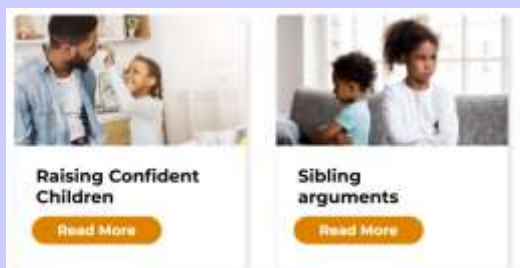 Raising Confident
Children
Read More
Sibling
arguments
Read More